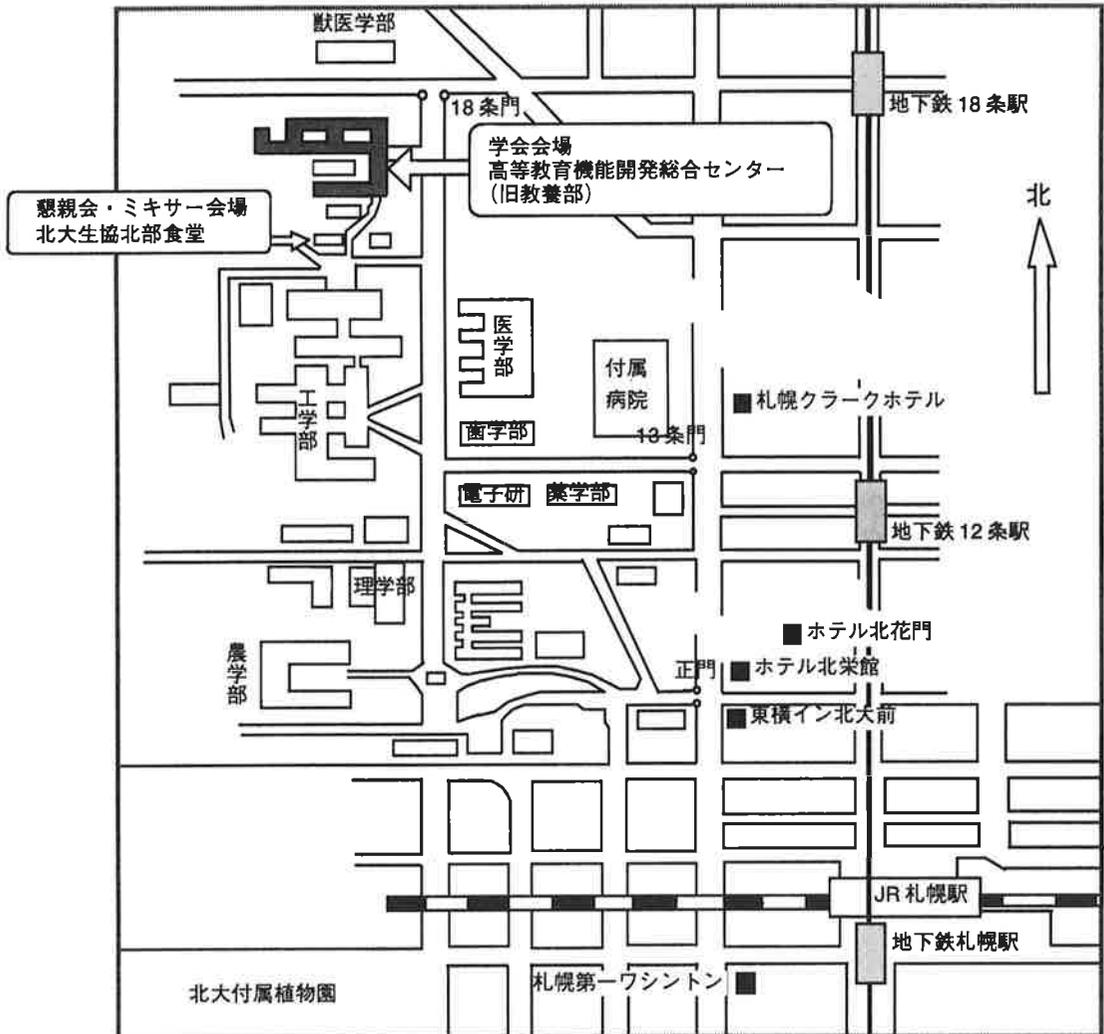 獣医学部
18条門
地下鉄18条駅
学会会場
高等教育機能開発総合センター
(旧教養部)
懇親会・ミキサー会場
北大生協北部食堂
北
医学部
付属
病院
札幌クラークホテル
工学部
歯学部
13条門
電子研
薬学部
地下鉄12条駅
理学部
ホテル北花門
農学部
正門
ホテル北栄館
東横イン北大前
JR札幌駅
地下鉄札幌駅
札幌第一ワシントン
北大付属植物園